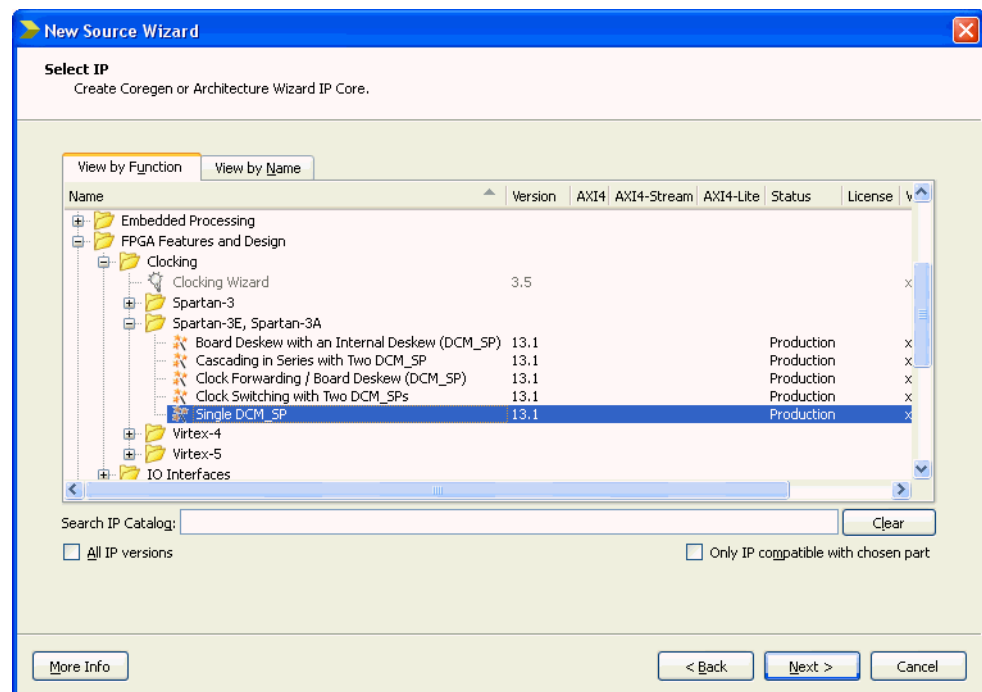 New Source Wizard
Select IP
Create Coregen or Architecture Wizard IP Core.
View by Function View by Name
Name Version AXI4 AXI4-Stream AXI4-Lite Status License
Embedded Processing
FPGA Features and Design
Clocking
Clocking Wizard 3.5
Spartan-3
Spartan-3E, Spartan-3A
Board Deskew with an Internal Deskew (DCM_SP) 13.1 Production
Cascading in Series with Two DCM_SP 13.1 Production
Clock Forwarding / Board Deskew (DCM_SP) 13.1 Production
Clock Switching with Two DCM_SPs 13.1 Production
Single DCM_SP 13.1 Production
Virtex-4
Virtex-5
IO Interfaces
Search IP Catalog: Clear
All IP versions Only IP compatible with chosen part
More Info < Back Next > Cancel